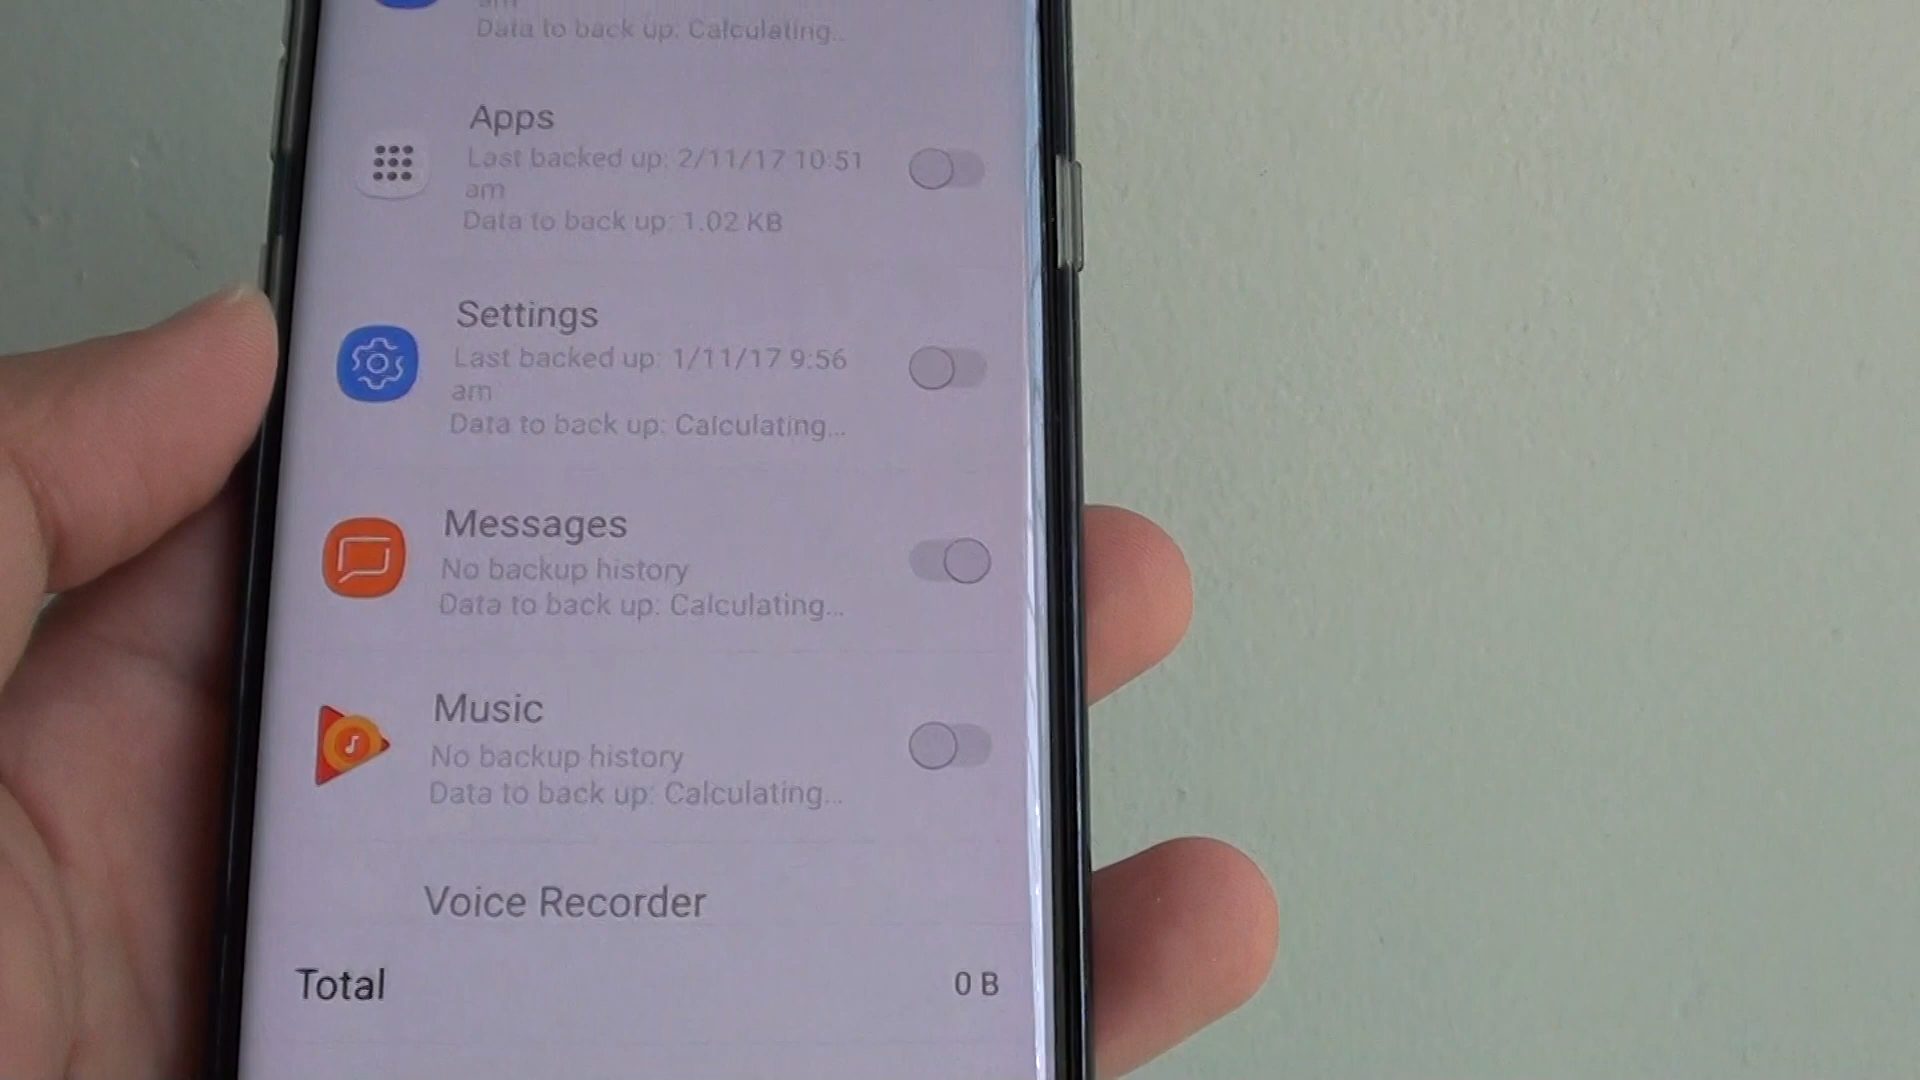 Data to back up: Calculating..
Apps
Last backed up: 2/11/17 10:51
am
Data to back up: 1.02 KB
Settings
Last backed up: 1/11/17 9:56
am
Data to back up: Calculating...
Messages
No backup history
Data to back up: Calculating...
Music
No backup history
Data to back up: Calculating...
Voice Recorder
Total 0 B